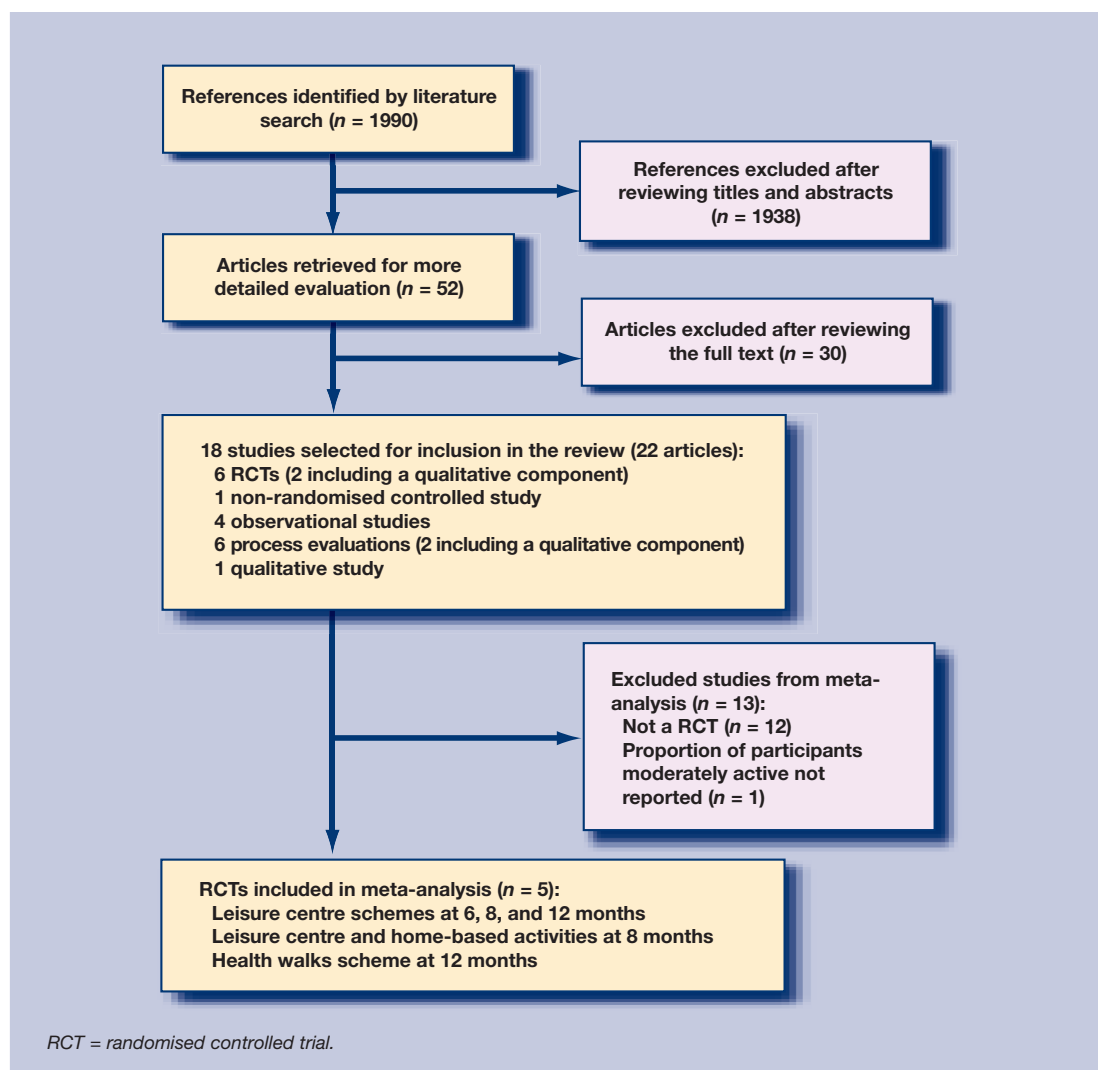 References identified by literature
search (n = 1990)
References excluded after
reviewing titles and abstracts
(n = 1938)
Articles retrieved for more
detailed evaluation (n = 52)
Articles excluded after reviewing
the full text (n = 30)
18 studies selected for inclusion in the review (22 articles):
6 RCTs (2 including a qualitative component)
1 non-randomised controlled study
4 observational studies
6 process evaluations (2 including a qualitative component)
1 qualitative study
Excluded studies from meta-
analysis (n = 13):
Not a RCT (n = 12)
Proportion of participants
moderately active not
reported (n = 1)
RCTs included in meta-analysis (n = 5):
Leisure centre schemes at 6, 8, and 12 months
Leisure centre and home-based activities at 8 months
Health walks scheme at 12 months
RCT = randomised controlled trial.